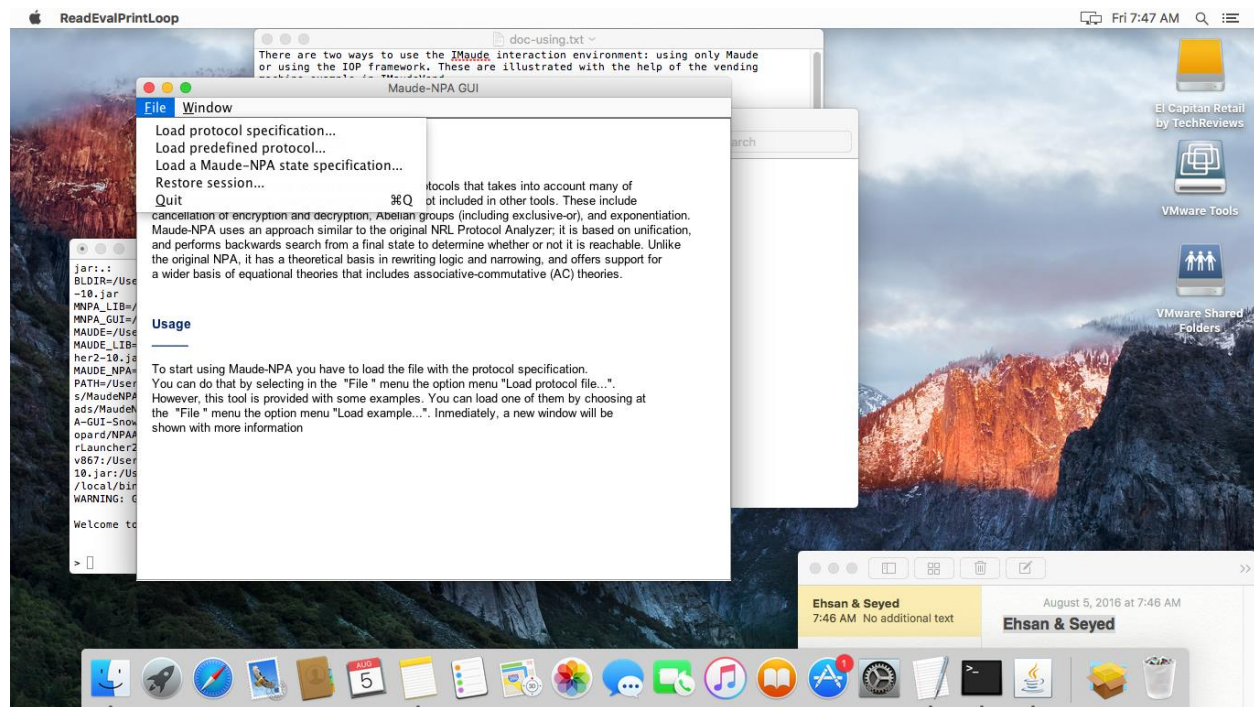 ReadEvalPrintLoop
Fri 7:47 AM
doc-using.txt
There are two ways to use the IMaude interaction environment: using only Maude
or using the IOP framework. These are illustrated with the help of the vending
Maude-NPA GUI
File Window
Load protocol specification...
Load predefined protocol...
Load a Maude-NPA state specification...
Restore session...
Quit ⌘Q
arch
otocols that takes into account many of
ot included in other tools. These include
cancellation of encryption and decryption, Abelian groups (including exclusive-or), and exponentiation.
Maude-NPA uses an approach similar to the original NRL Protocol Analyzer; it is based on unification,
and performs backwards search from a final state to determine whether or not it is reachable. Unlike
the original NPA, it has a theoretical basis in rewriting logic and narrowing, and offers support for
a wider basis of equational theories that includes associative-commutative (AC) theories.
Usage
To start using Maude-NPA you have to load the file with the protocol specification.
You can do that by selecting in the "File " menu the option menu "Load protocol file...".
However, this tool is provided with some examples. You can load one of them by choosing at
the "File " menu the option menu "Load example...". Inmediately, a new window will be
shown with more information
jar:.:
BLDIR=/Use
-10.jar
MNPA_LIB=/
MNPA_GUI=/
MAUDE=/Use
MAUDE_LIB=
her2-10.ja
MAUDE_NPA=
PATH=/User
s/MaudeNPA
ads/MaudeN
A-GUI-Snow
opard/NPAA
rLauncher2
v867:/User
10.jar:/Us
/local/bin
WARNING: G
Welcome to
>
El Capitan Retail
by TechReviews
VMware Tools
VMware Shared
Folders
Ehsan & Seyed
7:46 AM No additional text
August 5, 2016 at 7:46 AM
Ehsan & Seyed
AUG
5
1